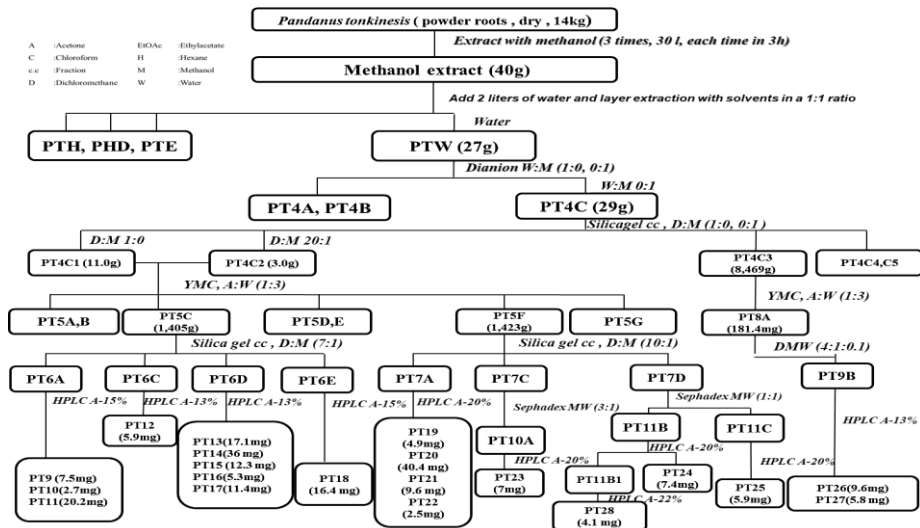 Pandanus tonkinesis ( powder roots , dry , 14kg)
Extract with methanol (3 times, 30 l, each time in 3h)
A :Acetone EtOAc :Ethylacetate
C :Chloroform H :Hexane
c.c :Fraction M :Methanol
D :Dichloromethane W :Water
Methanol extract (40g)
Add 2 liters of water and layer extraction with solvents in a 1:1 ratio
Water
PTH, PHD, PTE
PTW (27g)
Dianion W:M (1:0, 0:1)
W:M 0:1
PT4A, PT4B
PT4C (29g)
Silicagel cc , D:M (1:0, 0:1 )
D:M 1:0
D:M 20:1
PT4C1 (11.0g)
PT4C2 (3.0g)
PT4C3
(8,469g)
PT4C4,C5
YMC, A:W (1:3)
YMC, A:W (1:3)
PT5A,B
PT5C
(1,405g)
PT5D,E
PT5F
(1,423g)
PT5G
PT8A
(181.4mg)
Silica gel cc , D:M (7:1)
Silica gel cc , D:M (10:1)
DMW (4:1:0.1)
PT6A
PT6C
PT6D
PT6E
PT7A
PT7C
PT7D
PT9B
HPLC A-15%
HPLC A-13%
HPLC A-13%
HPLC A-15%
HPLC A-20%
Sephadex MW (3:1)
Sephadex MW (1:1)
HPLC A-13%
PT12
(5.9mg)
PT13(17.1mg)
PT14(36 mg)
PT15 (12.3 mg)
PT16(5.3mg)
PT17(11.4mg)
PT19
(4.9mg)
PT20
(40.4 mg)
PT21
(9.6 mg)
PT22
(2.5mg)
PT10A
PT11B
PT11C
HPLC A-20%
HPLC A-20%
HPLC A-20%
PT9 (7.5mg)
PT10(2.7mg)
PT11(20.2mg)
PT18
(16.4 mg)
PT23
(7mg)
PT11B1
PT24
(7.4mg)
PT25
(5.9mg)
PT26(9.6mg)
PT27(5.8 mg)
HPLC A-22%
PT28
(4.1 mg)